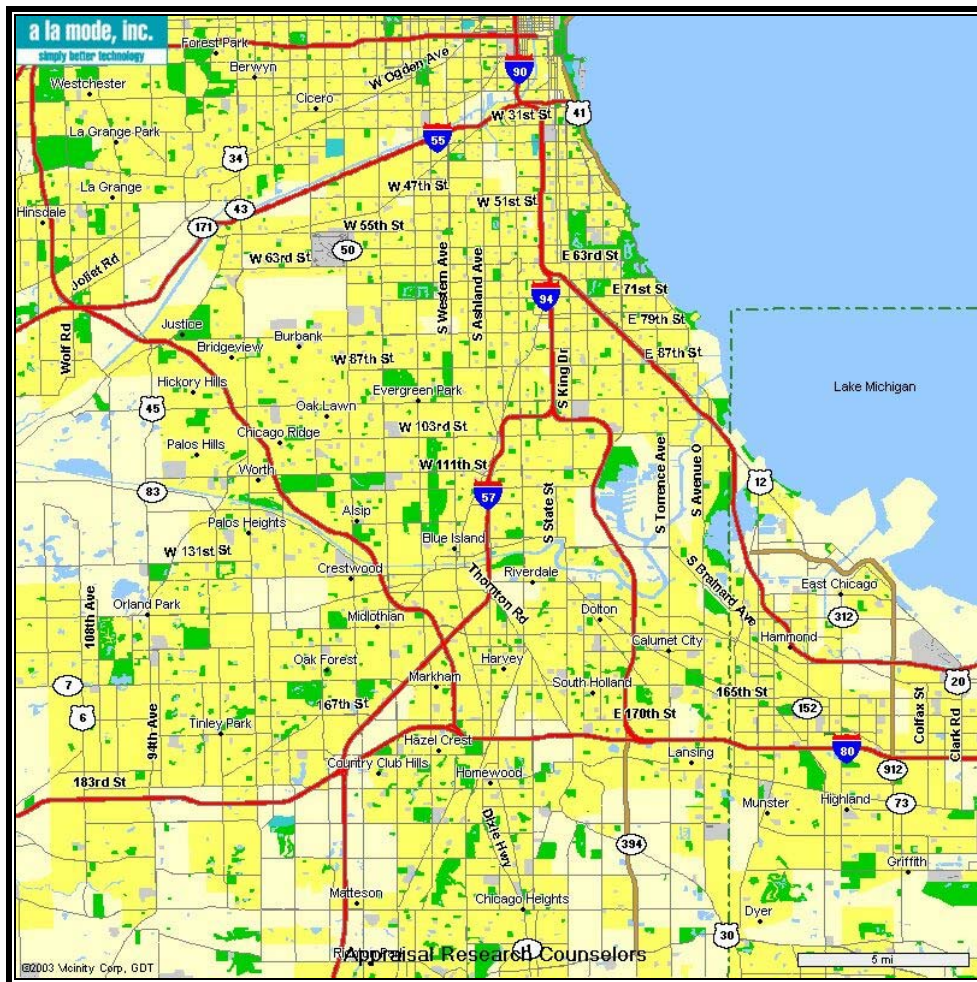 a la mode, inc.
simply better technology
Forest Park
Berwyn
W Ogden Ave
90
Westchester
Cicero
W 31st St
41
La Grange Park
55
34
La Grange
W 47th St
Hinsdale
43
W 51st St
171
W 55th St
50
W 63rd St
E 63rd St
Joliet Rd
S Western Ave
S Ashland Ave
E 71st St
94
E 79th St
Wolf Rd
Justice
Burbank
Bridgeview
W 87th St
E 87th St
S King Dr
Hickory Hills
Evergreen Park
Lake Michigan
45
Oak Lawn
W 103rd St
Chicago Ridge
Palos Hills
W 111th St
Worth
S Torrence Ave
S Avenue O
12
83
57
S State St
Alsip
Palos Heights
Blue Island
W 131st St
Crestwood
Thornton Rd
Riverdale
S Brainard Ave
East Chicago
108th Ave
Orland Park
Midlothian
Dolton
312
Calumet City
Hammond
Oak Forest
Harvey
7
Markham
South Holland
165th St
20
6
94th Ave
167th St
152
Colfax St
Clark Rd
Tinley Park
E 170th St
Hazel Crest
Lansing
80
Country Club Hills
912
183rd St
Homewood
Munster
Highland
73
Dixie Hwy
394
Griffith
Matteson
Chicago Heights
Dyer
30
Appraisal Research Counselors
©2003 Vicinity Corp, GDT
5 mi